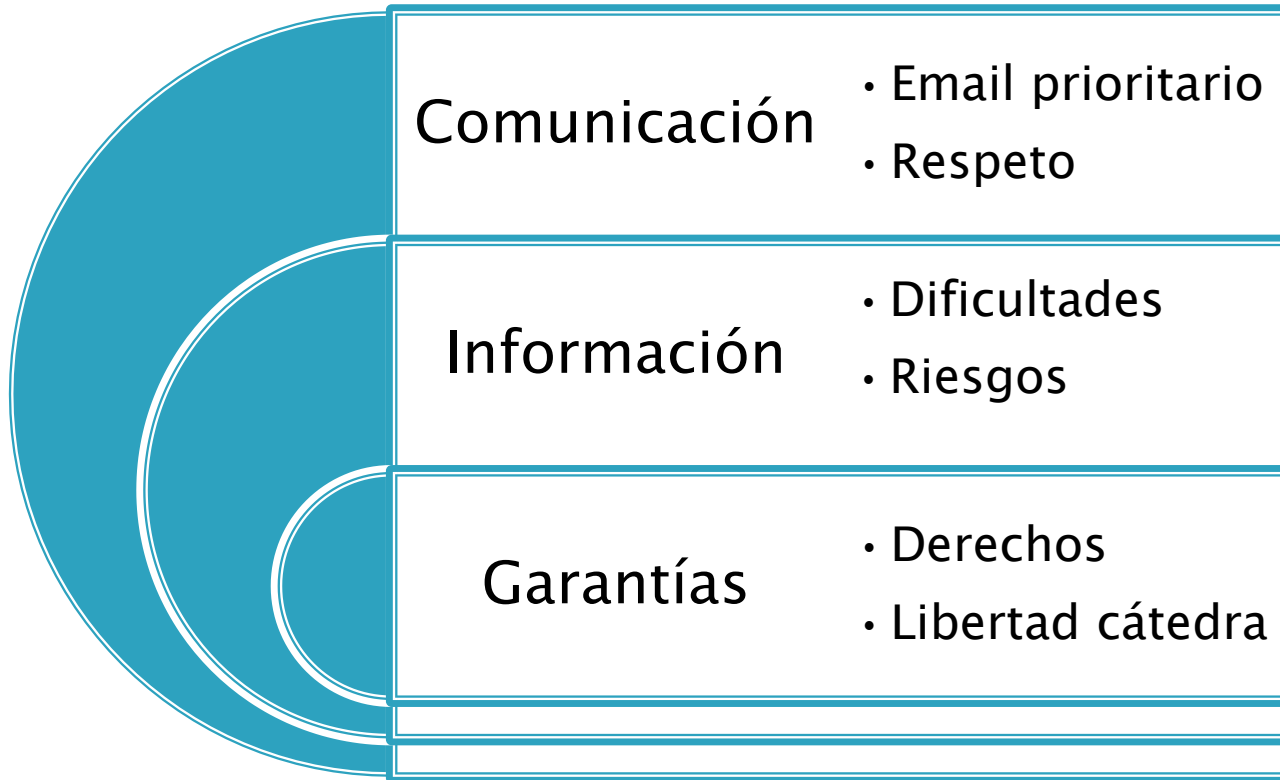 Comunicación
• Email prioritario
• Respeto
Información
• Dificultades
• Riesgos
Garantías
• Derechos
• Libertad cátedra